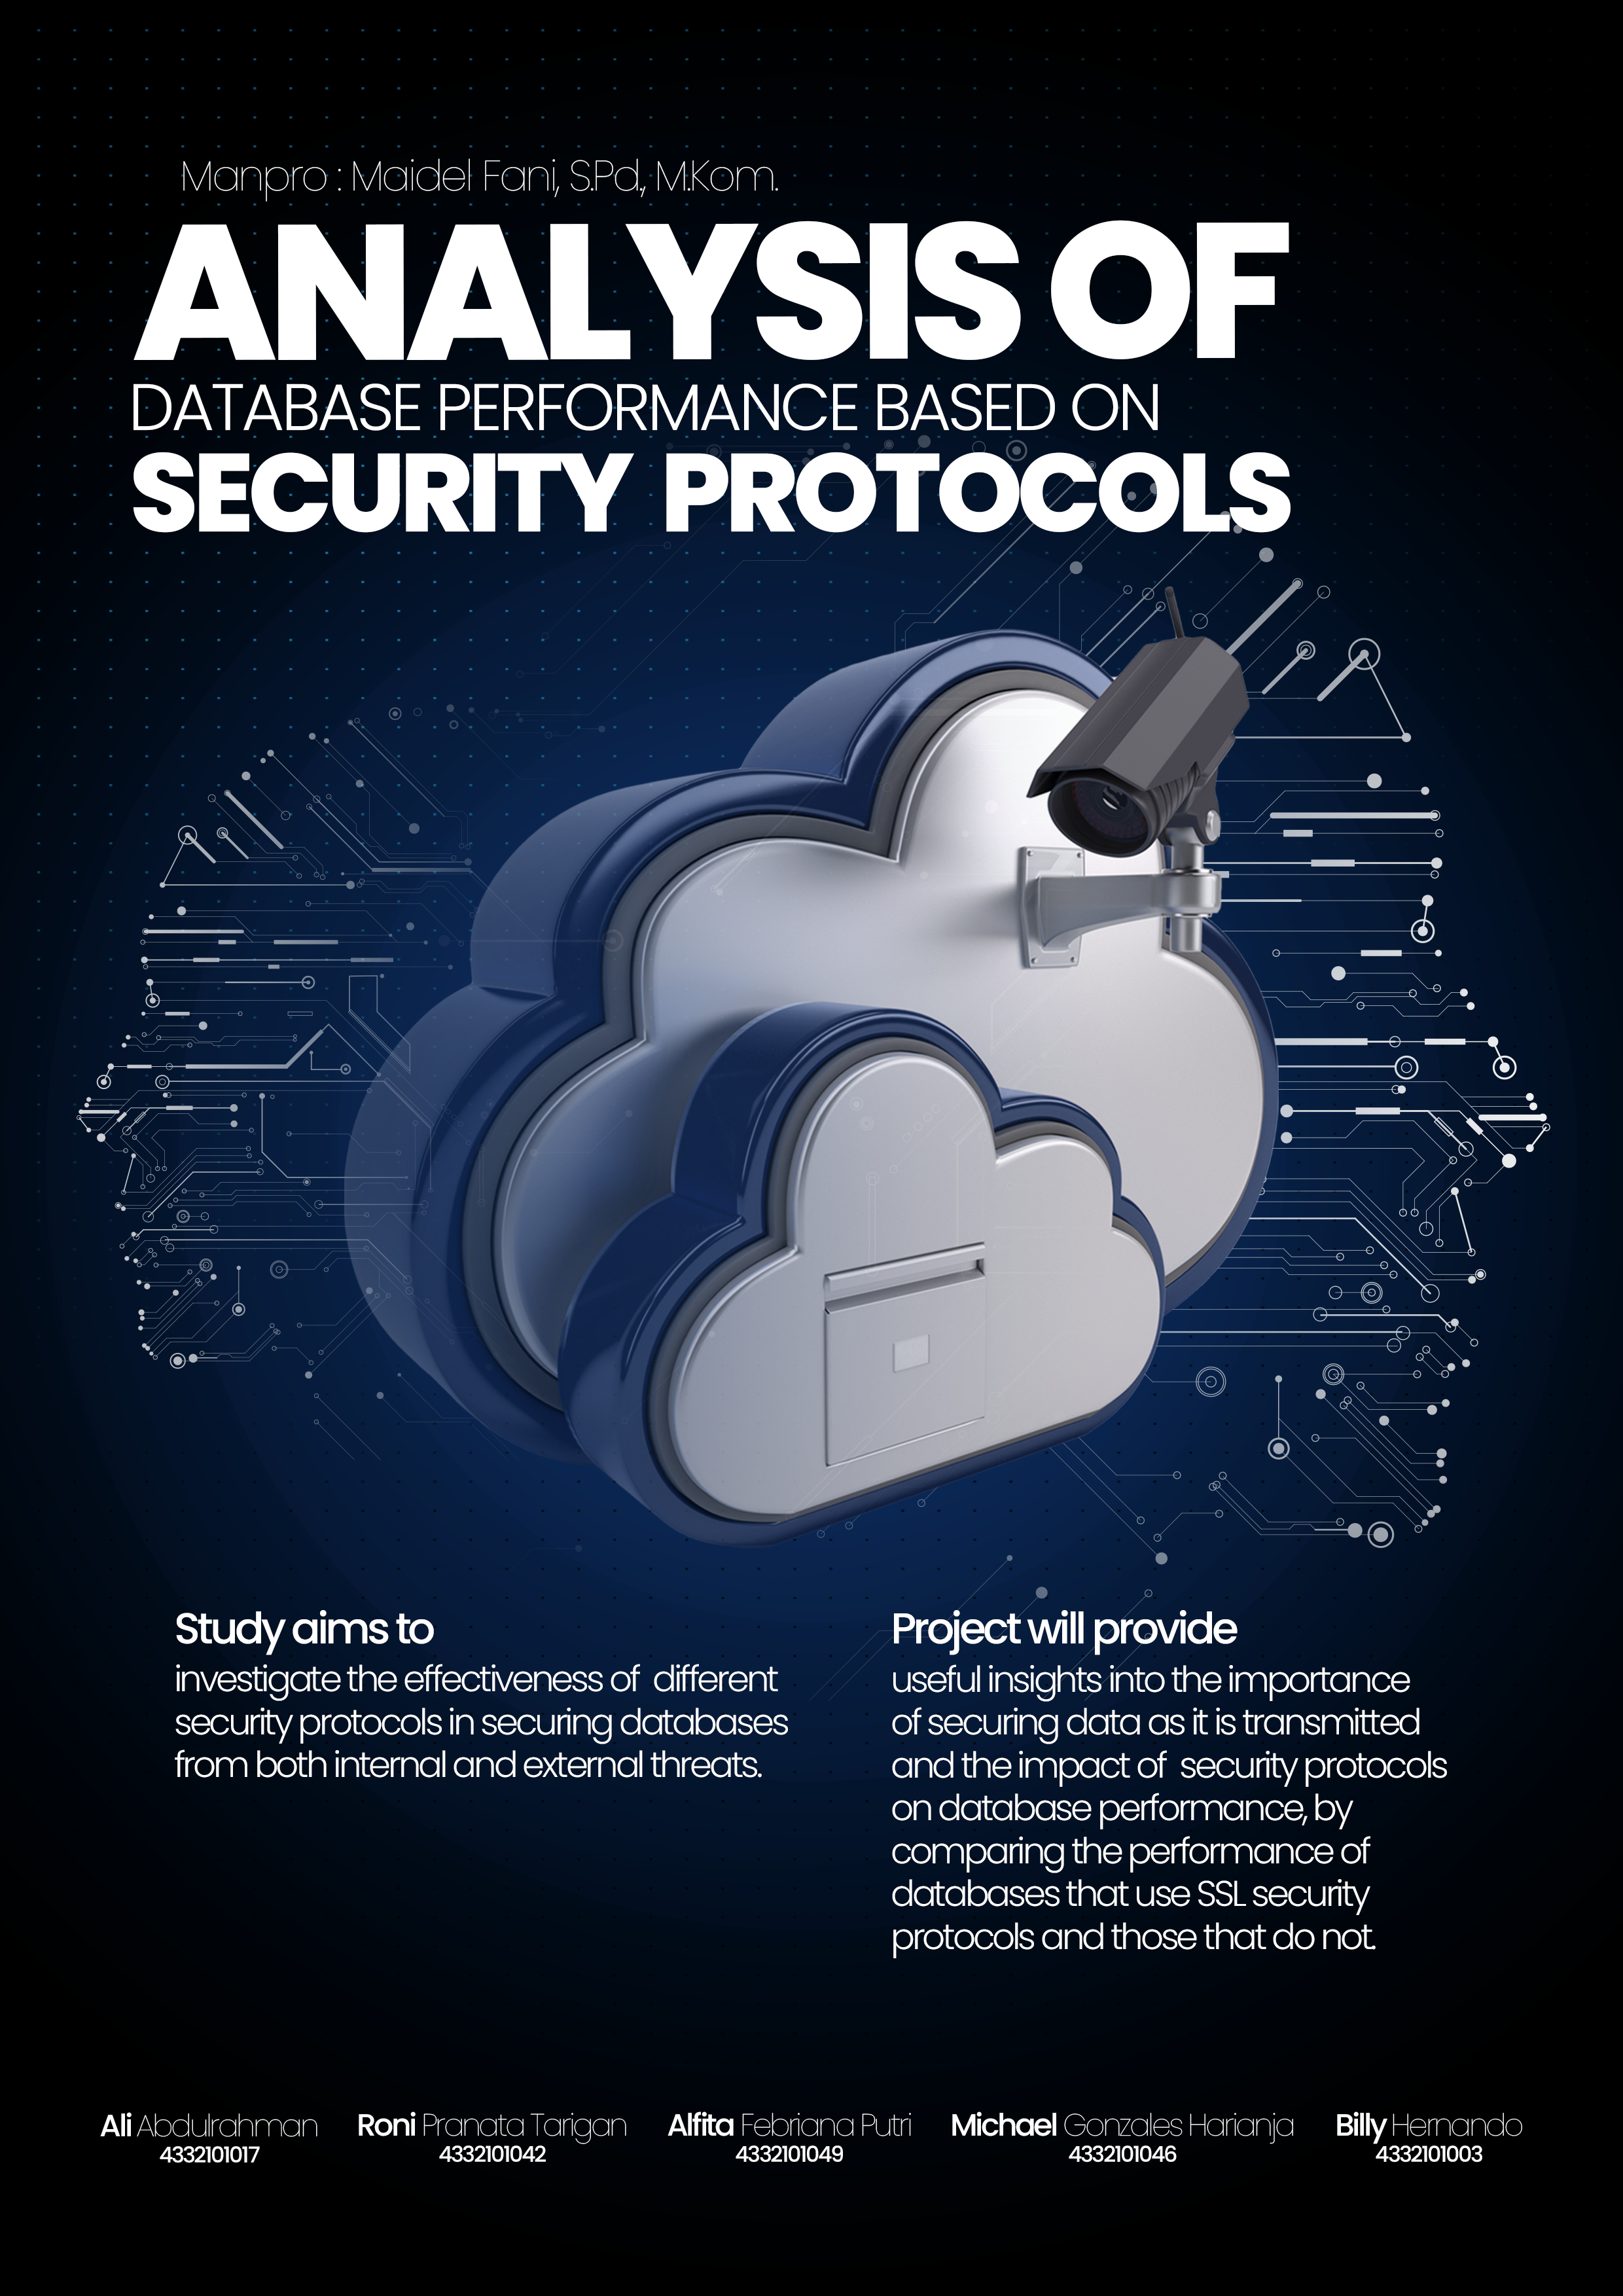 Manpro : Maidel Fani, S.Pd., M.Kom.
ANALYSIS OF
DATABASE PERFORMANCE BASED ON
SECURITY PROTOCOLS
Study aims to
investigate the effectiveness of different
security protocols in securing databases
from both internal and external threats.
Project will provide
useful insights into the importance
of securing data as it is transmitted
and the impact of security protocols
on database performance, by
comparing the performance of
databases that use SSL security
protocols and those that do not.
Ali Abdulrahman
4332101017
Roni Pranata Tarigan
4332101042
Alfita Febriana Putri
4332101049
Michael Gonzales Harianja
4332101046
Billy Hernando
4332101003